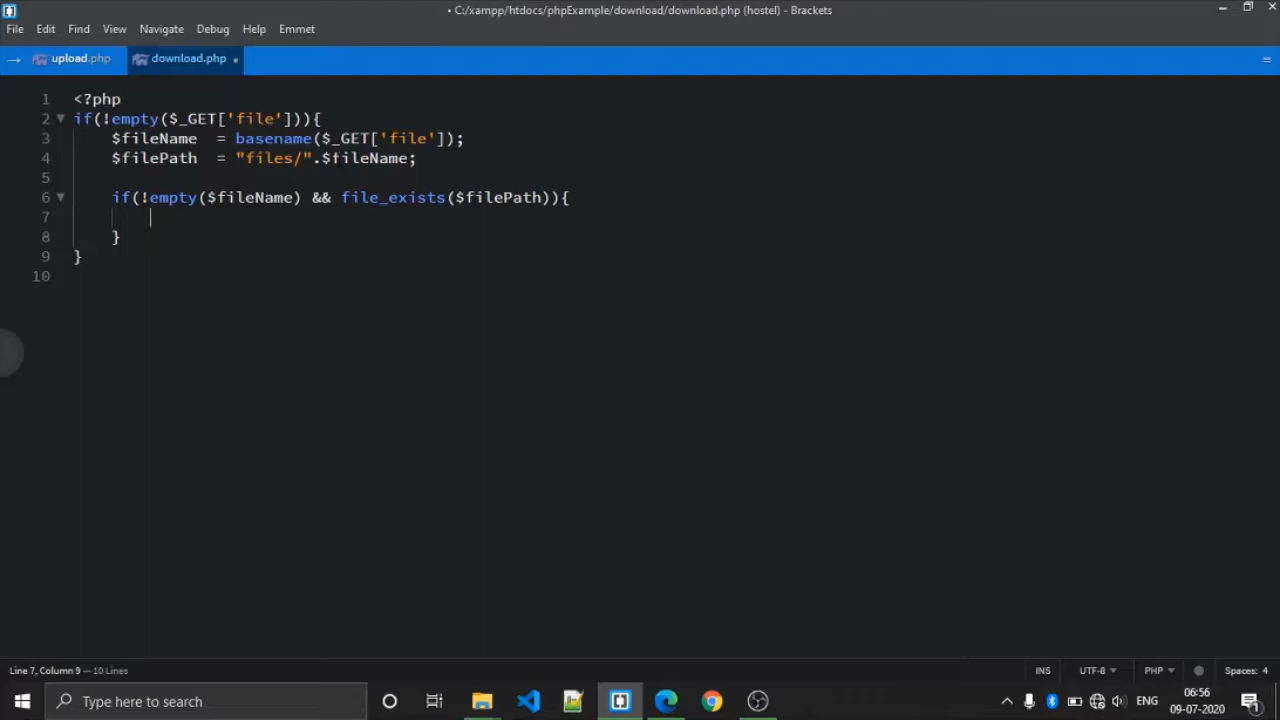 • C:/xampp/htdocs/phpExample/download/download.php (hostel) - Brackets
File Edit Find View Navigate Debug Help Emmet
→ upload.php download.php •
1 <?php
2 if(!empty($_GET['file'])){
3 $fileName = basename($_GET['file']);
4 $filePath = "files/".$fileName;
5
6 if(!empty($fileName) && file_exists($filePath)){
7
8 }
9 }
10
Line 7, Column 9 — 10 Lines INS UTF-8 PHP Spaces: 4
Type here to search ENG 06:56
09-07-2020 1